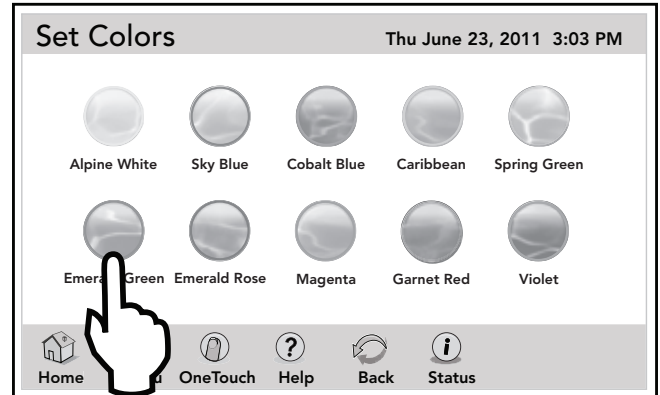 Set Colors Thu June 23, 2011 3:03 PM
Alpine White Sky Blue Cobalt Blue Caribbean Spring Green
Green Emerald Rose Magenta Garnet Red Violet
Home OneTouch Help Back Status